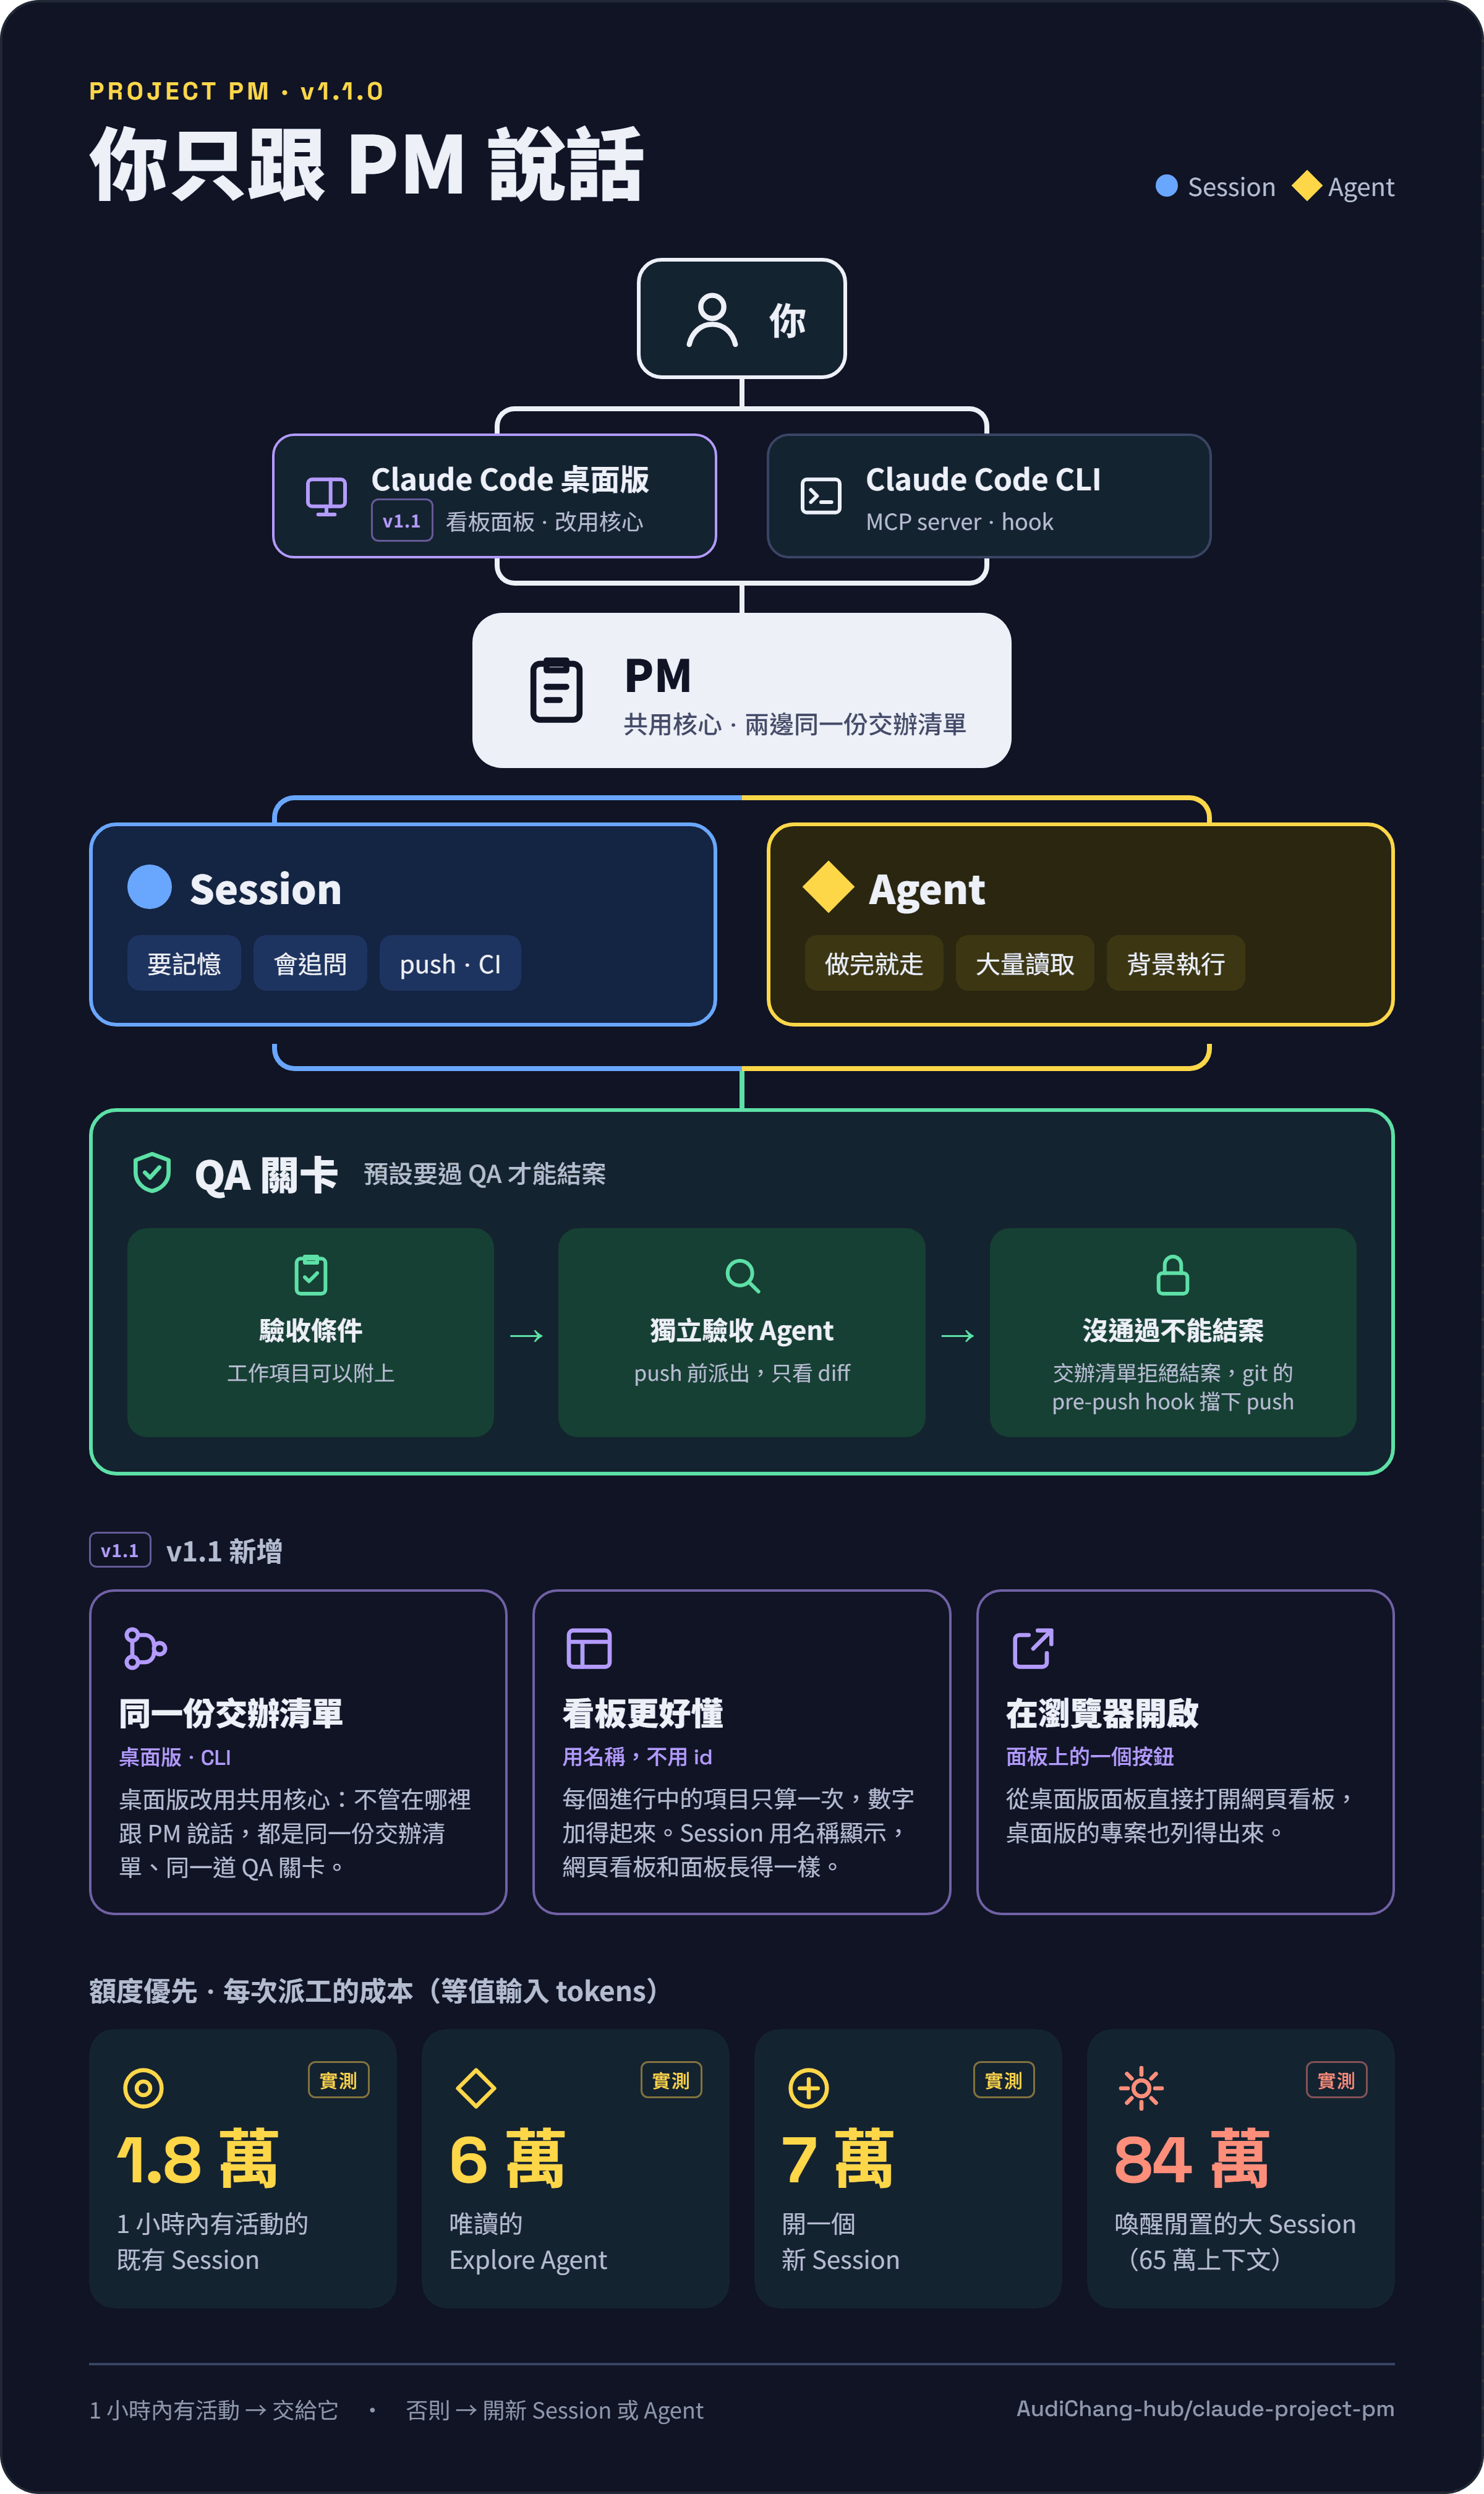 PROJECT PM · v1.1.0
你只跟 PM 說話
Session
Agent
你
Claude Code 桌面版
v1.1
看板面板 · 改用核心
Claude Code CLI
MCP server · hook
PM
共用核心 · 兩邊同一份交辦清單
Session
要記憶
會追問
push · CI
Agent
做完就走
大量讀取
背景執行
QA 關卡
預設要過 QA 才能結案
驗收條件
工作項目可以附上
→
獨立驗收 Agent
push 前派出，只看 diff
→
沒通過不能結案
交辦清單拒絕結案，git 的
pre-push hook 擋下 push
v1.1
v1.1 新增
同一份交辦清單
桌面版 · CLI
桌面版改用共用核心：不管在哪裡
跟 PM 說話，都是同一份交辦清
單、同一道 QA 關卡。
看板更好懂
用名稱，不用 id
每個進行中的項目只算一次，數字
加得起來。Session 用名稱顯示，
網頁看板和面板長得一樣。
在瀏覽器開啟
面板上的一個按鈕
從桌面版面板直接打開網頁看板，
桌面版的專案也列得出來。
額度優先 · 每次派工的成本（等值輸入 tokens）
實測
1.8 萬
1 小時內有活動的
既有 Session
實測
6 萬
唯讀的
Explore Agent
實測
7 萬
開一個
新 Session
實測
84 萬
喚醒閒置的大 Session
（65 萬上下文）
1 小時內有活動 → 交給它 ・ 否則 → 開新 Session 或 Agent
AudiChang-hub/claude-project-pm